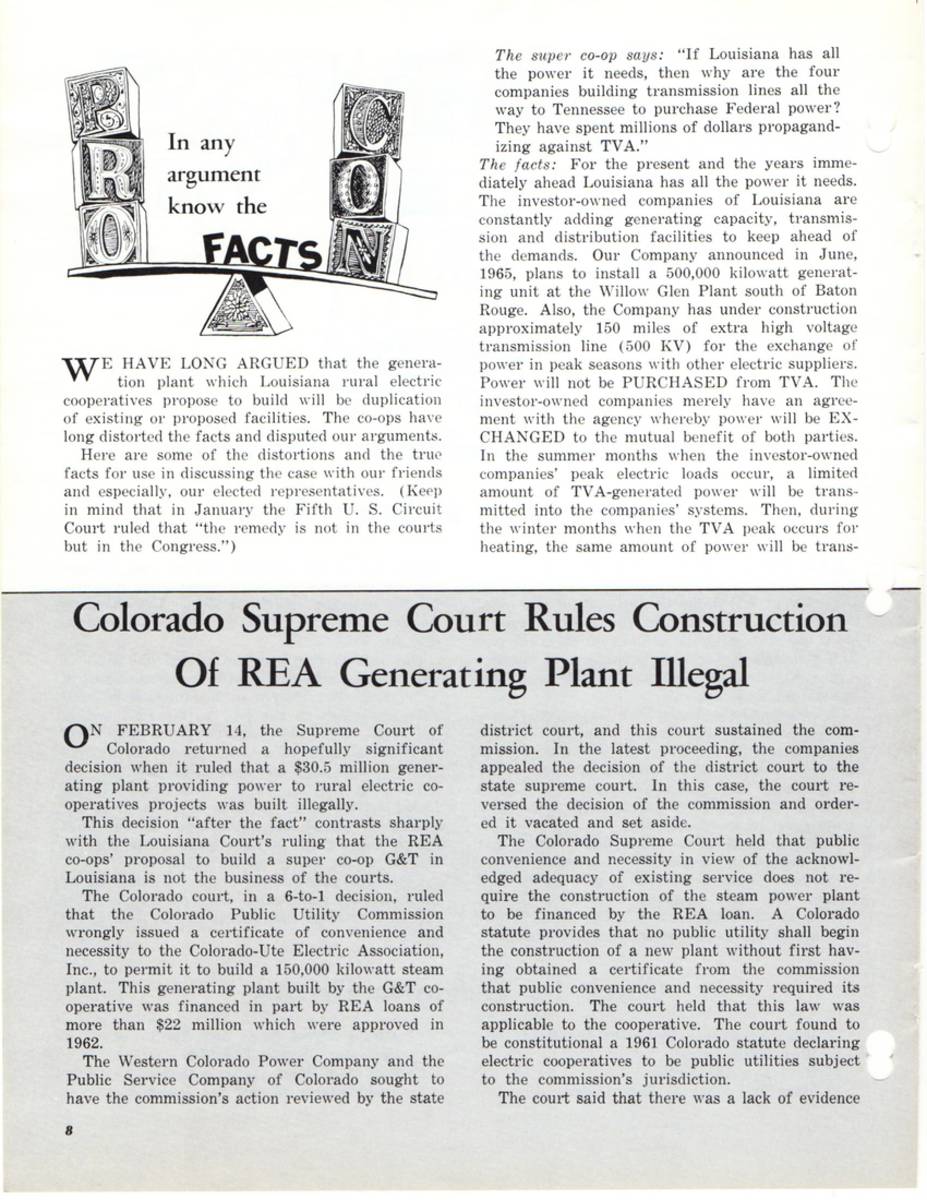 PRO
CON
In any
argument
know the
FACTS
WE HAVE LONG ARGUED that the genera-
tion plant which Louisiana rural electric
cooperatives propose to build will be duplication
of existing or proposed facilities. The co-ops have
long distorted the facts and disputed our arguments.
Here are some of the distortions and the true
facts for use in discussing the case with our friends
and especially, our elected representatives. (Keep
in mind that in January the Fifth U. S. Circuit
Court ruled that “the remedy is not in the courts
but in the Congress.”)
The super co-op says: “If Louisiana has all
the power it needs, then why are the four
companies building transmission lines all the
way to Tennessee to purchase Federal power?
They have spent millions of dollars propagand-
izing against TVA.”
The facts: For the present and the years imme-
diately ahead Louisiana has all the power it needs.
The investor-owned companies of Louisiana are
constantly adding generating capacity, transmis-
sion and distribution facilities to keep ahead of
the demands. Our Company announced in June,
1965, plans to install a 500,000 kilowatt generat-
ing unit at the Willow Glen Plant south of Baton
Rouge. Also, the Company has under construction
approximately 150 miles of extra high voltage
transmission line (500 KV) for the exchange of
power in peak seasons with other electric suppliers.
Power will not be PURCHASED from TVA. The
investor-owned companies merely have an agree-
ment with the agency whereby power will be EX-
CHANGED to the mutual benefit of both parties.
In the summer months when the investor-owned
companies’ peak electric loads occur, a limited
amount of TVA-generated power will be trans-
mitted into the companies’ systems. Then, during
the winter months when the TVA peak occurs for
heating, the same amount of power will be trans-
Colorado Supreme Court Rules Construction
Of REA Generating Plant Illegal
ON FEBRUARY 14, the Supreme Court of
Colorado returned a hopefully significant
decision when it ruled that a $30.5 million gener-
ating plant providing power to rural electric co-
operatives projects was built illegally.
This decision “after the fact” contrasts sharply
with the Louisiana Court’s ruling that the REA
co-ops’ proposal to build a super co-op G&T in
Louisiana is not the business of the courts.
The Colorado court, in a 6-to-1 decision, ruled
that the Colorado Public Utility Commission
wrongly issued a certificate of convenience and
necessity to the Colorado-Ute Electric Association,
Inc., to permit it to build a 150,000 kilowatt steam
plant. This generating plant built by the G&T co-
operative was financed in part by REA loans of
more than $22 million which were approved in
1962.
The Western Colorado Power Company and the
Public Service Company of Colorado sought to
have the commission’s action reviewed by the state
district court, and this court sustained the com-
mission. In the latest proceeding, the companies
appealed the decision of the district court to the
state supreme court. In this case, the court re-
versed the decision of the commission and order-
ed it vacated and set aside.
The Colorado Supreme Court held that public
convenience and necessity in view of the acknowl-
edged adequacy of existing service does not re-
quire the construction of the steam power plant
to be financed by the REA loan. A Colorado
statute provides that no public utility shall begin
the construction of a new plant without first hav-
ing obtained a certificate from the commission
that public convenience and necessity required its
construction. The court held that this law was
applicable to the cooperative. The court found to
be constitutional a 1961 Colorado statute declaring
electric cooperatives to be public utilities subject
to the commission’s jurisdiction.
The court said that there was a lack of evidence
8